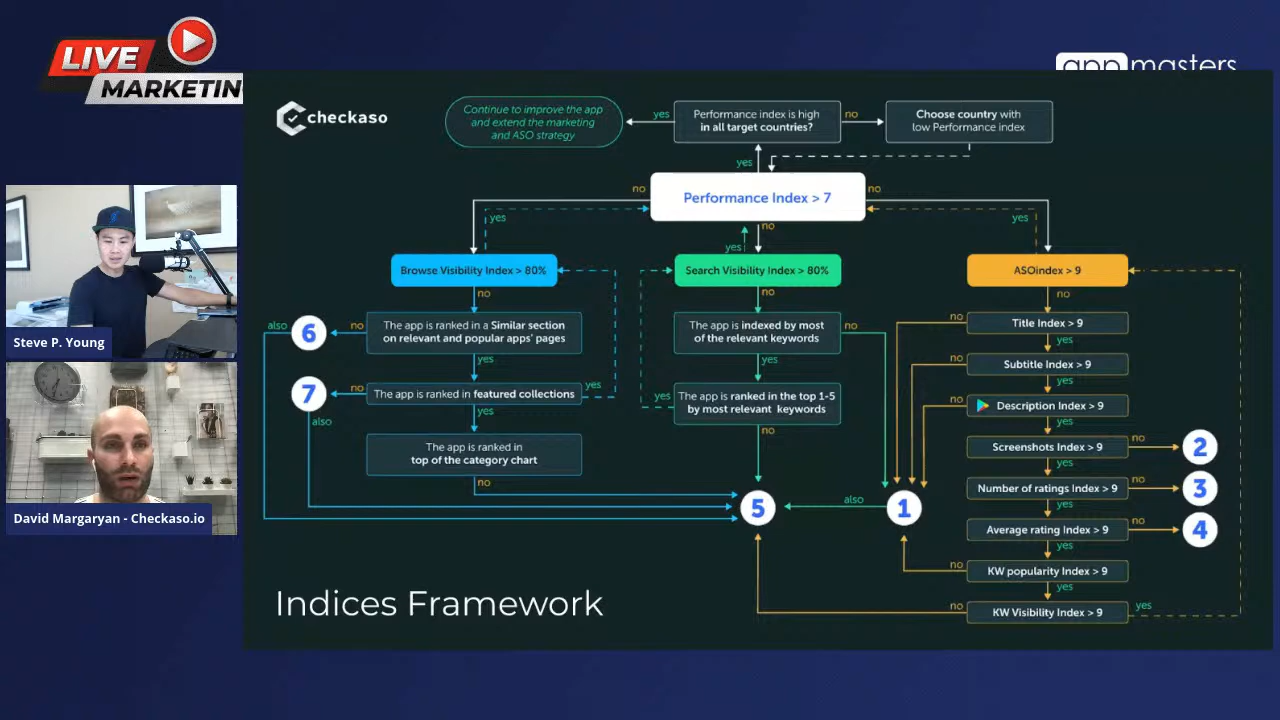 LIVE
MARKETIN
app masters
checkaso
Continue to improve the app
and extend the marketing
and ASO strategy
yes
Performance index is high
in all target countries?
no
Choose country with
low Performance index
yes
no
Performance Index > 7
no
yes
no
yes
yes
Browse Visibility Index > 80%
Search Visibility Index > 80%
ASOindex > 9
no
no
no
also
6
no
The app is ranked in a Similar section
on relevant and popular apps' pages
yes
7
no
The app is ranked in featured collections
yes
also
yes
The app is ranked in
top of the category chart
no
The app is indexed by most
of the relevant keywords
no
yes
yes
The app is ranked in the top 1-5
by most relevant keywords
no
5
also
1
no
Title Index > 9
yes
no
Subtitle Index > 9
yes
no
Description Index > 9
yes
Screenshots Index > 9
no
2
yes
Number of ratings Index > 9
no
3
yes
Average rating Index > 9
no
4
yes
no
KW popularity Index > 9
yes
no
KW Visibility Index > 9
yes
Indices Framework
Steve P. Young
David Margaryan - Checkaso.io